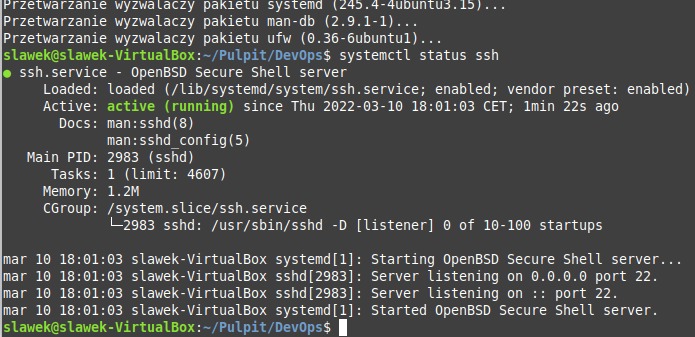 Przetwarzanie wyzwalaczy pakietu systemd (245.4-4ubuntu3.15)...
Przetwarzanie wyzwalaczy pakietu man-db (2.9.1-1)...
Przetwarzanie wyzwalaczy pakietu ufw (0.36-6ubuntu1)...
slawek@slawek-VirtualBox:~/Pulpit/DevOps$ systemctl status ssh
● ssh.service - OpenBSD Secure Shell server
     Loaded: loaded (/lib/systemd/system/ssh.service; enabled; vendor preset: enabled)
     Active: active (running) since Thu 2022-03-10 18:01:03 CET; 1min 22s ago
       Docs: man:sshd(8)
             man:sshd_config(5)
   Main PID: 2983 (sshd)
      Tasks: 1 (limit: 4607)
     Memory: 1.2M
     CGroup: /system.slice/ssh.service
             └─2983 sshd: /usr/sbin/sshd -D [listener] 0 of 10-100 startups
mar 10 18:01:03 slawek-VirtualBox systemd[1]: Starting OpenBSD Secure Shell server...
mar 10 18:01:03 slawek-VirtualBox sshd[2983]: Server listening on 0.0.0.0 port 22.
mar 10 18:01:03 slawek-VirtualBox sshd[2983]: Server listening on :: port 22.
mar 10 18:01:03 slawek-VirtualBox systemd[1]: Started OpenBSD Secure Shell server.
slawek@slawek-VirtualBox:~/Pulpit/DevOps$